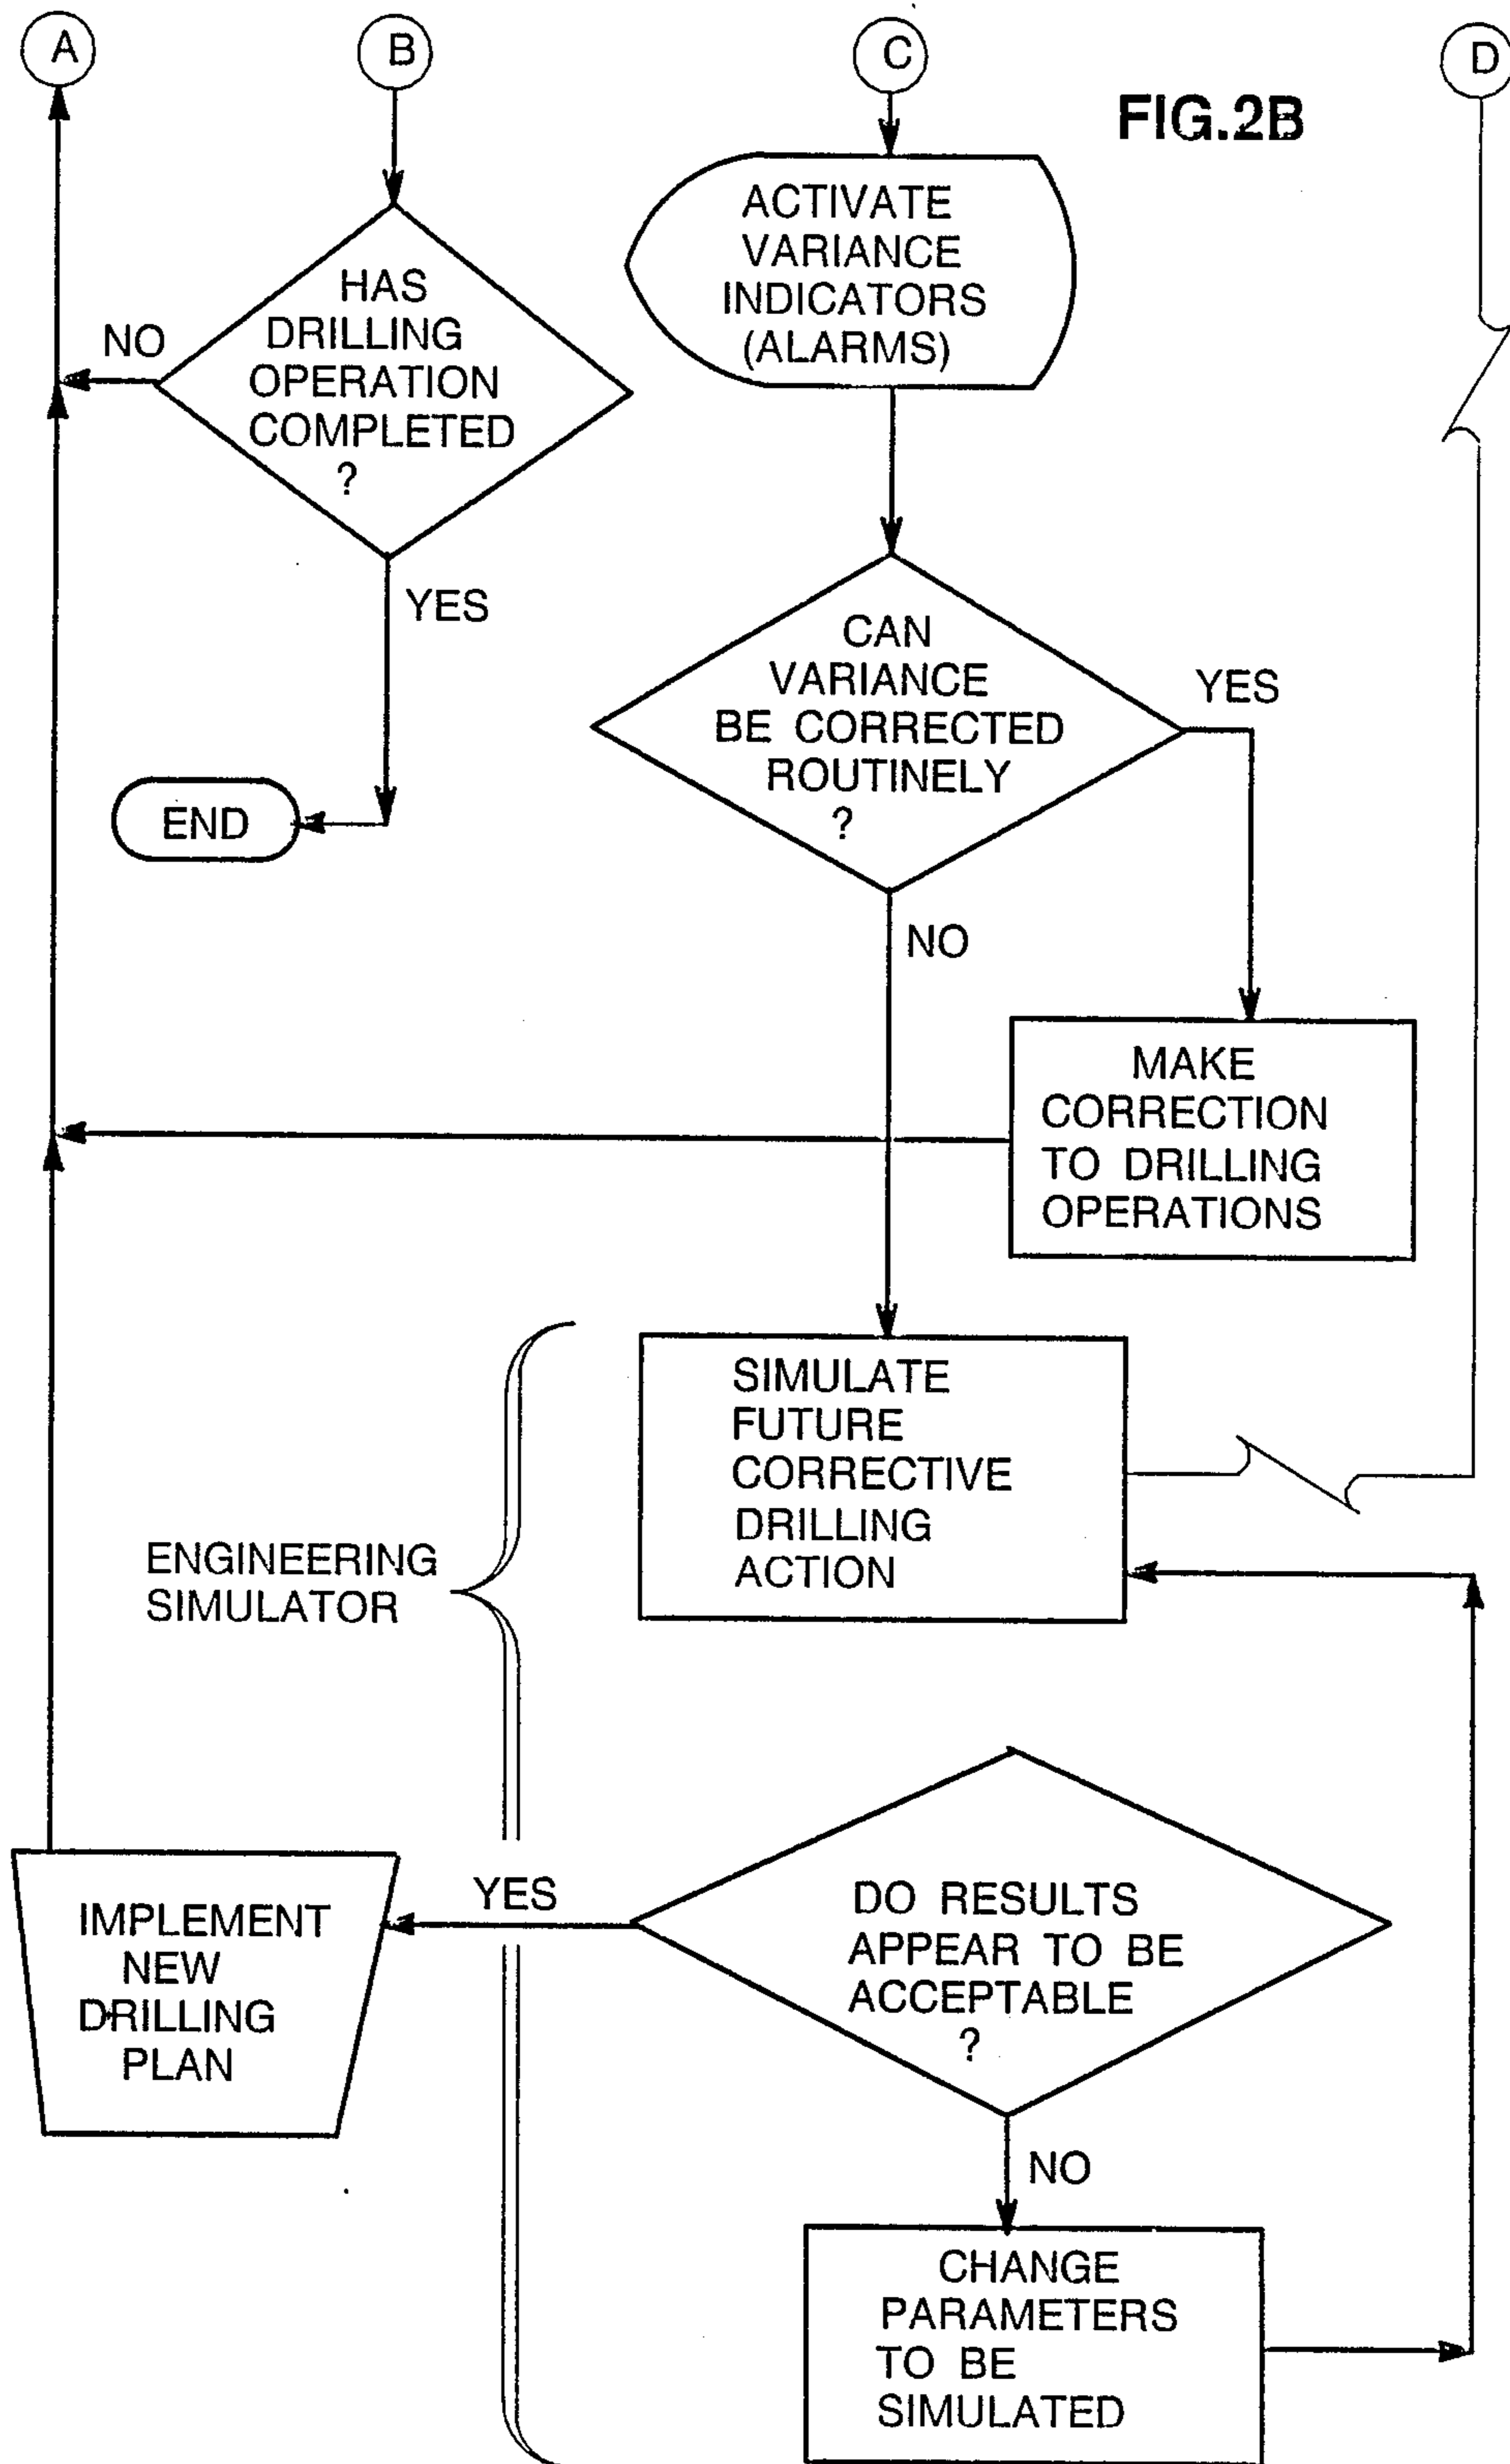 A
B
C
D
FIG.2B
HAS
DRILLING
OPERATION
COMPLETED
?
NO
YES
END
ACTIVATE
VARIANCE
INDICATORS
(ALARMS)
CAN
VARIANCE
BE CORRECTED
ROUTINELY
?
YES
NO
MAKE
CORRECTION
TO DRILLING
OPERATIONS
SIMULATE
FUTURE
CORRECTIVE
DRILLING
ACTION
ENGINEERING
SIMULATOR
DO RESULTS
APPEAR TO BE
ACCEPTABLE
?
YES
IMPLEMENT
NEW
DRILLING
PLAN
NO
CHANGE
PARAMETERS
TO BE
SIMULATED